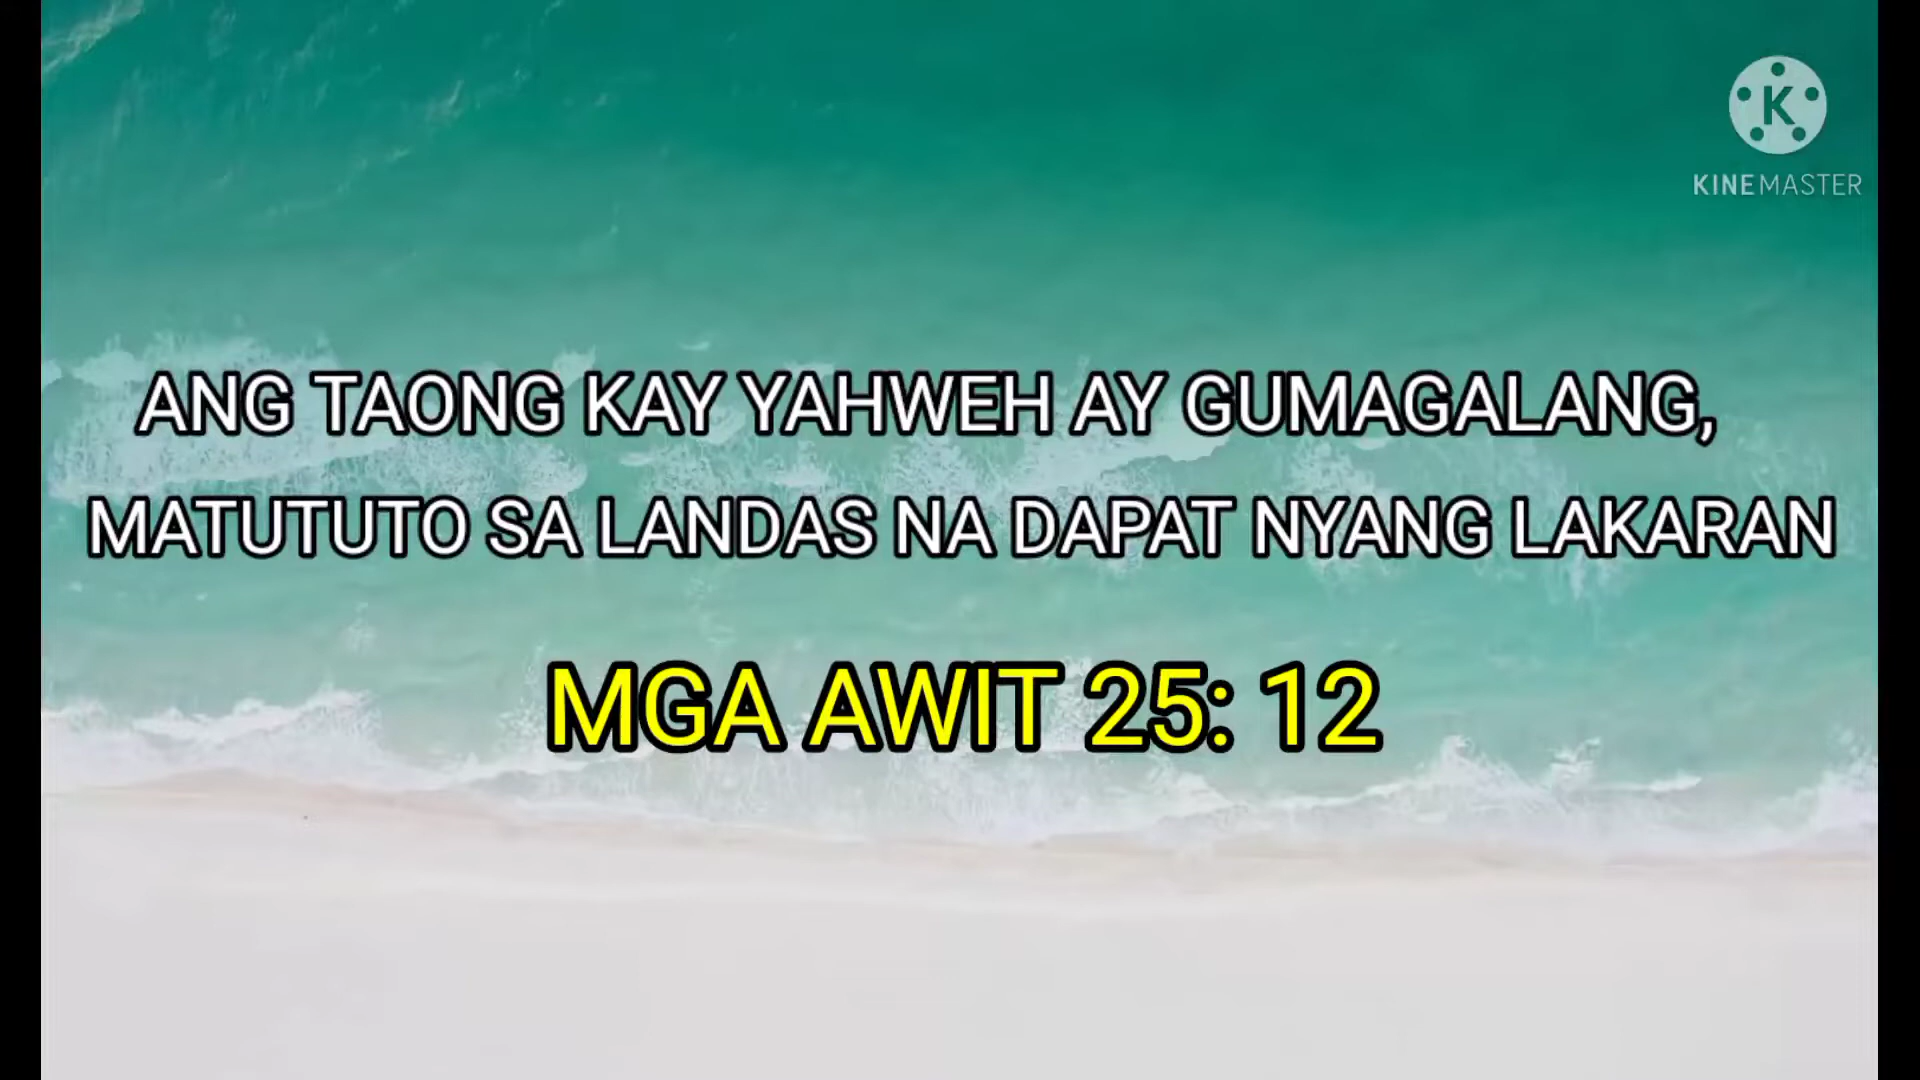 K
KINEMASTER
ANG TAONG KAY YAHWEH AY GUMAGALANG,
MATUTUTO SA LANDAS NA DAPAT NYANG LAKARAN
MGA AWIT 25: 12